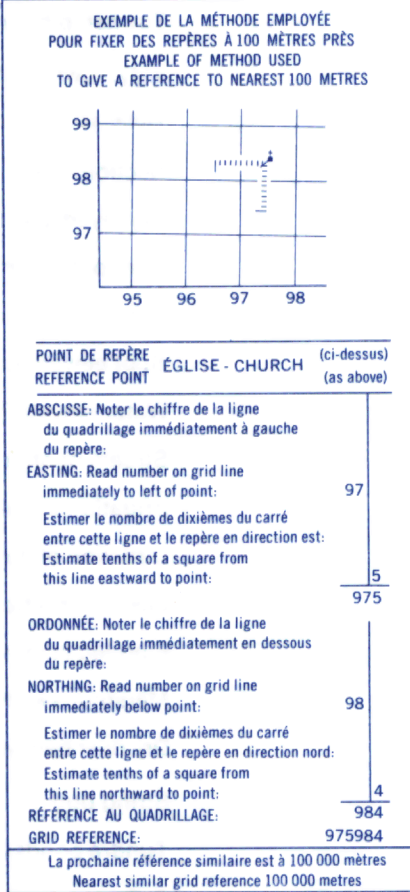 EXEMPLE DE LA MÉTHODE EMPLOYÉE
POUR FIXER DES REPÈRES À 100 MÈTRES PRÈS
EXAMPLE OF METHOD USED
TO GIVE A REFERENCE TO NEAREST 100 METRES
99
98
97
95 96 97 98
POINT DE REPÈRE
REFERENCE POINT
ÉGLISE - CHURCH
(ci-dessus)
(as above)
ABSCISSE: Noter le chiffre de la ligne
du quadrillage immédiatement à gauche
du repère:
EASTING: Read number on grid line
immediately to left of point: 97
Estimer le nombre de dixièmes du carré
entre cette ligne et le repère en direction est:
Estimate tenths of a square from
this line eastward to point: 5
975
ORDONNÉE: Noter le chiffre de la ligne
du quadrillage immédiatement en dessous
du repère:
NORTHING: Read number on grid line
immediately below point: 98
Estimer le nombre de dixièmes du carré
entre cette ligne et le repère en direction nord:
Estimate tenths of a square from
this line northward to point: 4
RÉFÉRENCE AU QUADRILLAGE: 984
GRID REFERENCE: 975984
La prochaine référence similaire est à 100 000 mètres
Nearest similar grid reference 100 000 metres